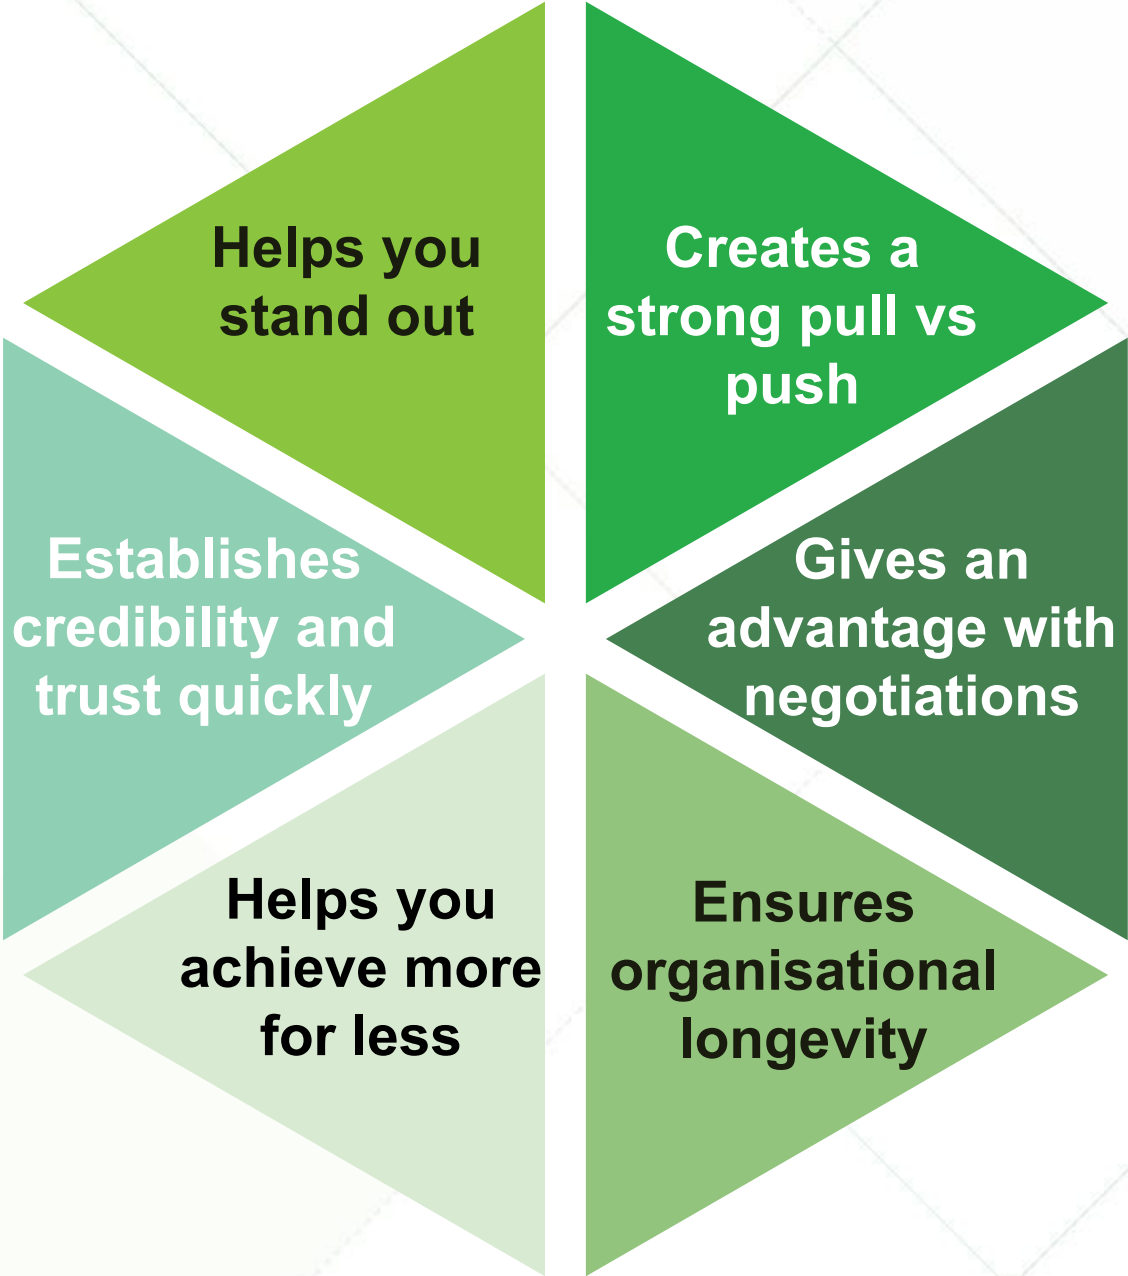 Helps you
stand out
Creates a
strong pull vs
push
Establishes
credibility and
trust quickly
Gives an
advantage with
negotiations
Helps you
achieve more
for less
Ensures
organisational
longevity